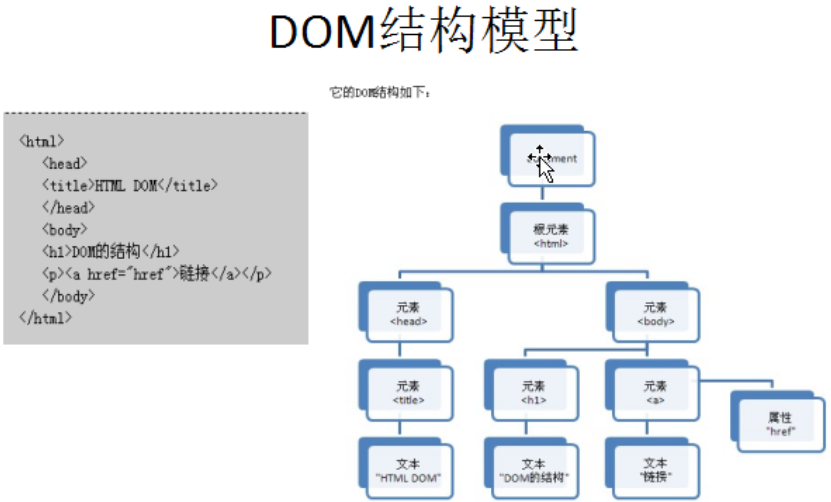 DOM结构模型
它的DOM结构如下：
<html>
<head>
<title>HTML DOM</title>
</head>
<body>
<h1>DOM的结构</h1>
<p><a href="href">链接</a></p>
</body>
</html>
根元素
<html>
元素
<head>
元素
<body>
元素
<title>
元素
<h1>
元素
<a>
属性
"href"
文本
"HTML DOM"
文本
"DOM的结构"
文本
"链接"